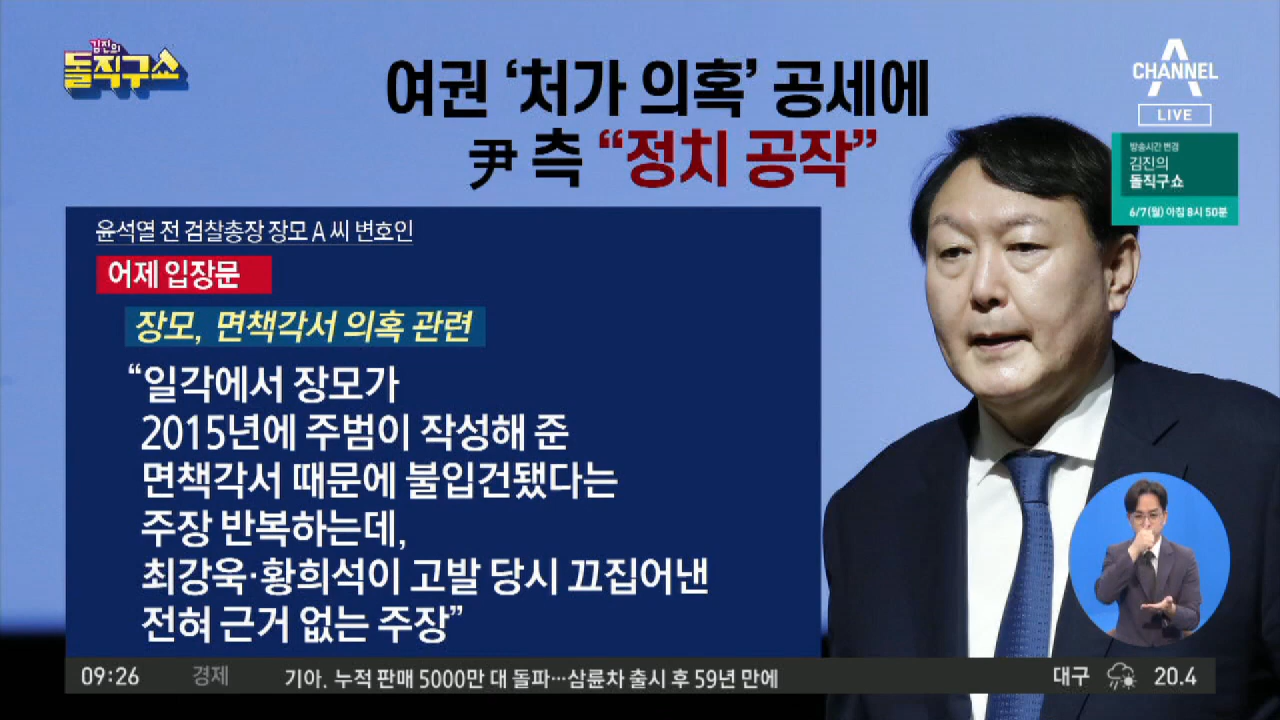 김진의
돌직구쇼
여권 ‘처가 의혹’ 공세에
尹 측 “정치 공작”
CHANNEL A
LIVE
방송시간 변경
김진의
돌직구쇼
6/7(월) 아침 8시 50분
윤석열 전 검찰총장 장모 A 씨 변호인
어제 입장문
장모, 면책각서 의혹 관련
“일각에서 장모가
2015년에 주범이 작성해 준
면책각서 때문에 불입건됐다는
주장 반복하는데,
최강욱·황희석이 고발 당시 끄집어낸
전혀 근거 없는 주장”
09:26 경제 기아. 누적 판매 5000만 대 돌파…삼륜차 출시 후 59년 만에 대구 20.4